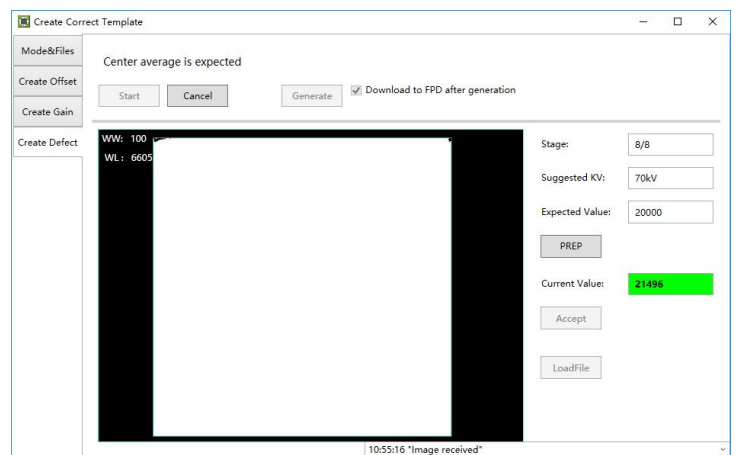 Create Correct Template
Mode&Files
Create Offset
Create Gain
Create Defect
Center average is expected
Start
Cancel
Generate
Download to FPD after generation
WW: 100
WL: 6605
Stage:
8/8
Suggested KV:
70kV
Expected Value:
20000
PREP
Current Value:
21496
Accept
LoadFile
10:55:16 "Image received"